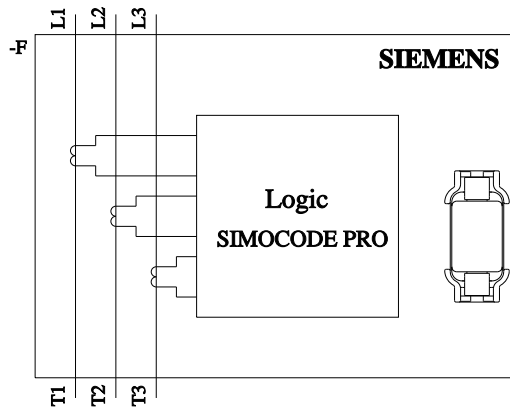 L1
L2
L3
-F
SIEMENS
Logic
SIMOCODE PRO
T1
T2
T3